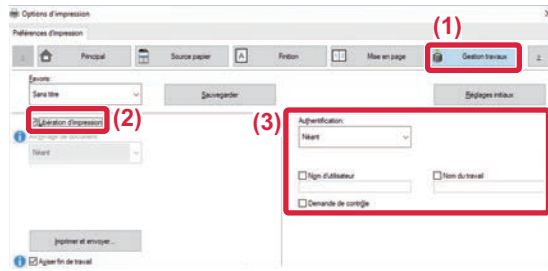 Options d'impression
Préférences d'impression
(1)
Principal
Source papier
Finition
Mise en page
Gestion travaux
Favoris:
Sans titre
Sauvegarder
Réglages initiaux
Libération d'impression
(2)
(3)
Authentification:
Néant
Néant
Nom d'utilisateur
Nom du travail
Demande de contrôle
Imprimer et envoyer...
Aviser fin de travail